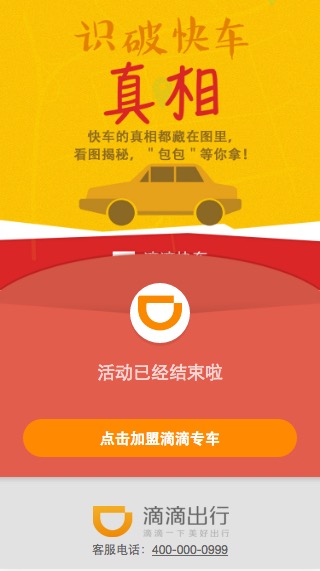 识破快车
真相
快车的真相都藏在图里，
看图揭秘，"包包"等你拿！
活动已经结束啦
点击加盟滴滴专车
滴滴出行
滴滴一下 美好出行
客服电话：400-000-0999